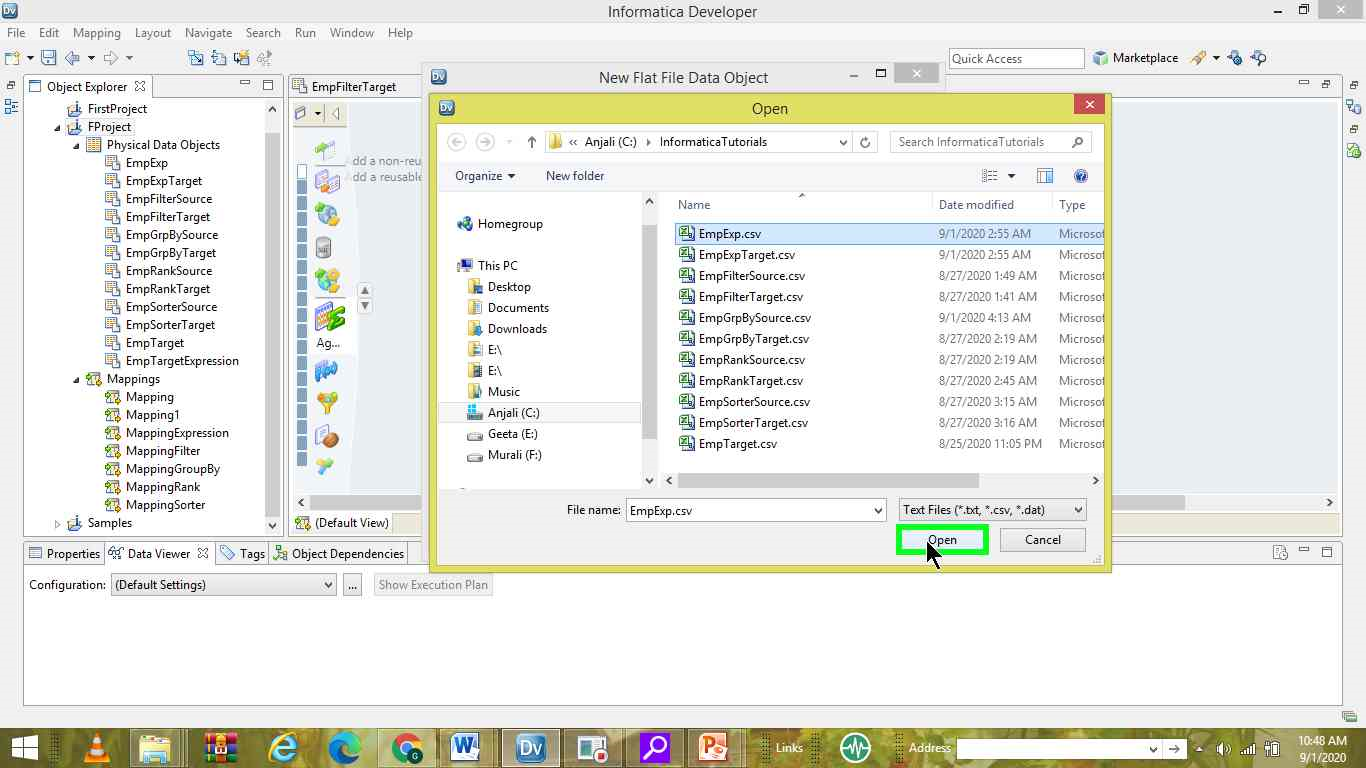 Informatica Developer
File Edit Mapping Layout Navigate Search Run Window Help
Quick Access
Marketplace
Object Explorer
FirstProject
FProject
Physical Data Objects
EmpExp
EmpExpTarget
EmpFilterSource
EmpFilterTarget
EmpGrpBySource
EmpGrpByTarget
EmpRankSource
EmpRankTarget
EmpSorterSource
EmpSorterTarget
EmpTarget
EmpTargetExpression
Mappings
Mapping
Mapping1
MappingExpression
MappingFilter
MappingGroupBy
MappingRank
MappingSorter
Samples
EmpFilterTarget
Add a non-reu
Add a reusable
Ag...
(Default View)
New Flat File Data Object
Open
Anjali (C:) InformaticaTutorials
Search InformaticaTutorials
Organize New folder
Homegroup
This PC
Desktop
Documents
Downloads
E:\
E:\
Music
Anjali (C:)
Geeta (E:)
Murali (F:)
Name Date modified Type
EmpExp.csv 9/1/2020 2:55 AM Microsof
EmpExpTarget.csv 9/1/2020 2:55 AM Microsof
EmpFilterSource.csv 8/27/2020 1:49 AM Microsof
EmpFilterTarget.csv 8/27/2020 1:41 AM Microsof
EmpGrpBySource.csv 9/1/2020 4:13 AM Microsof
EmpGrpByTarget.csv 8/27/2020 2:19 AM Microsof
EmpRankSource.csv 8/27/2020 2:19 AM Microsof
EmpRankTarget.csv 8/27/2020 2:45 AM Microsof
EmpSorterSource.csv 8/27/2020 3:15 AM Microsof
EmpSorterTarget.csv 8/27/2020 3:16 AM Microsof
EmpTarget.csv 8/25/2020 11:05 PM Microsof
File name: EmpExp.csv
Text Files (*.txt, *.csv, *.dat)
Open Cancel
Properties Data Viewer Tags Object Dependencies
Configuration: (Default Settings) ... Show Execution Plan
Links Address
10:48 AM
9/1/2020